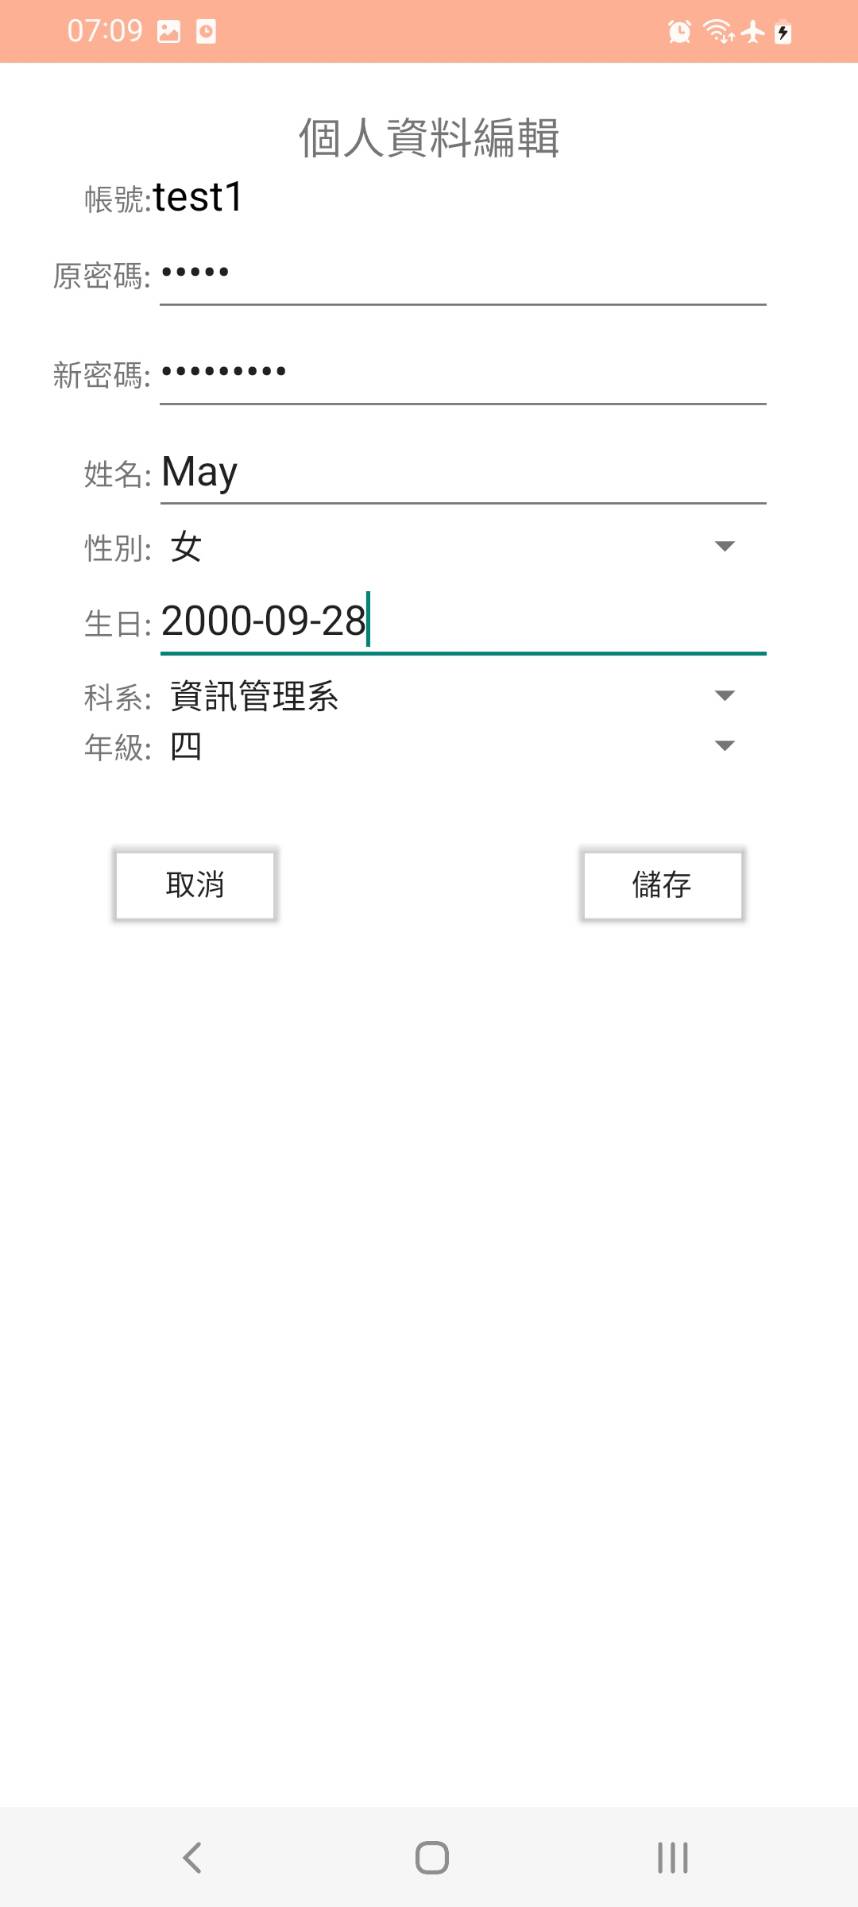 07:09
個人資料編輯
帳號:test1
原密碼: •••••
新密碼: •••••••••
姓名: May
性別: 女
生日: 2000-09-28
科系: 資訊管理系
年級: 四
取消 儲存